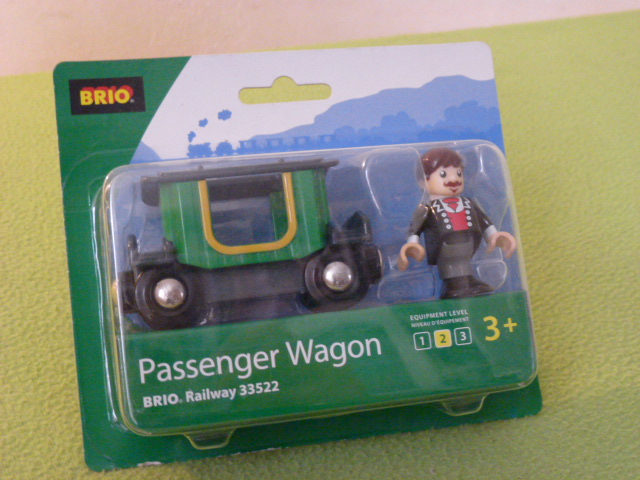 BRIO®
EQUIPMENT LEVEL
NIVEAU D'ÉQUIPEMENT
1 2 3 3+
Passenger Wagon
BRIO® Railway 33522